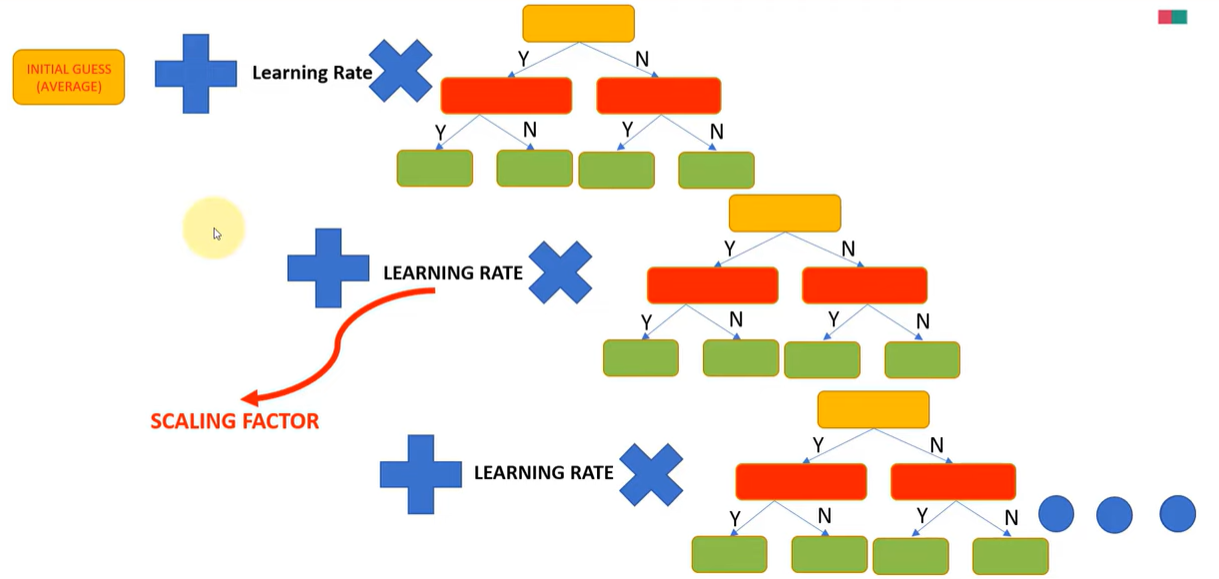 INITIAL GUESS
(AVERAGE)
Learning Rate
Y
N
Y
N
Y
N
LEARNING RATE
Y
N
Y
N
Y
N
SCALING FACTOR
LEARNING RATE
Y
N
Y
N
Y
N